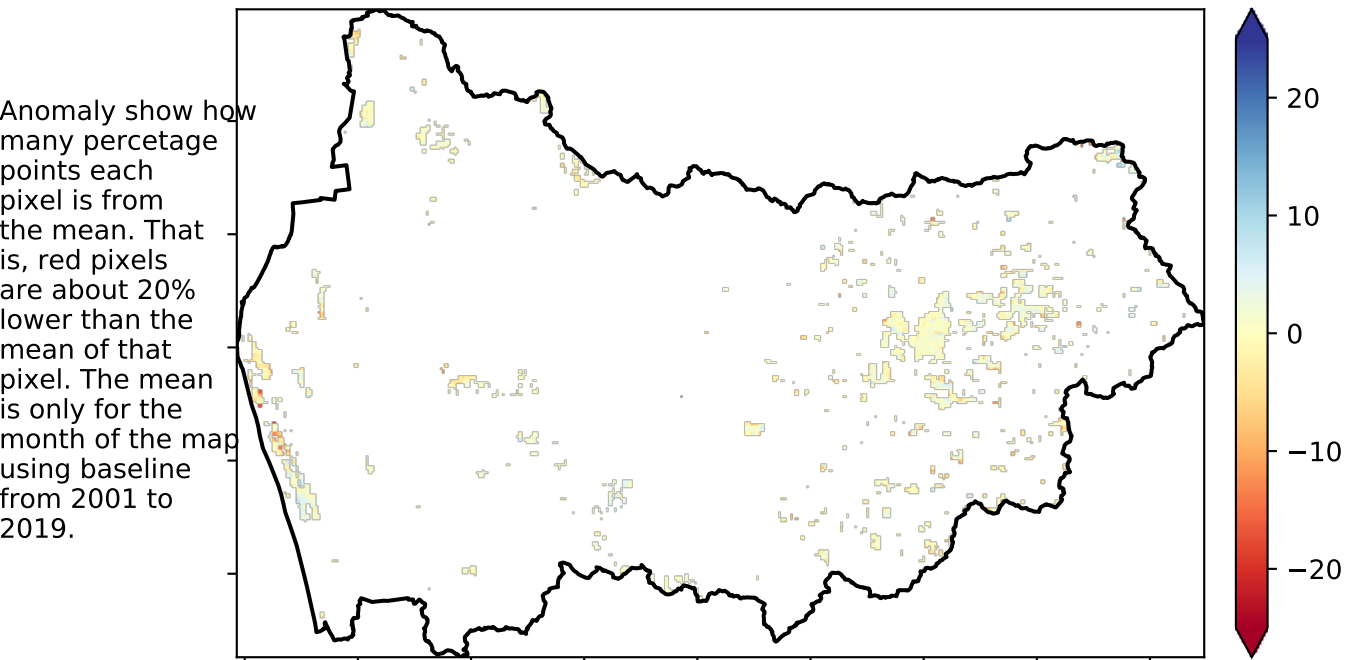 Anomaly show how
many percetage
points each
pixel is from
the mean. That
is, red pixels
are about 20%
lower than the
mean of that
pixel. The mean
is only for the
month of the map
using baseline
from 2001 to
2019.
20
10
0
−10
−20